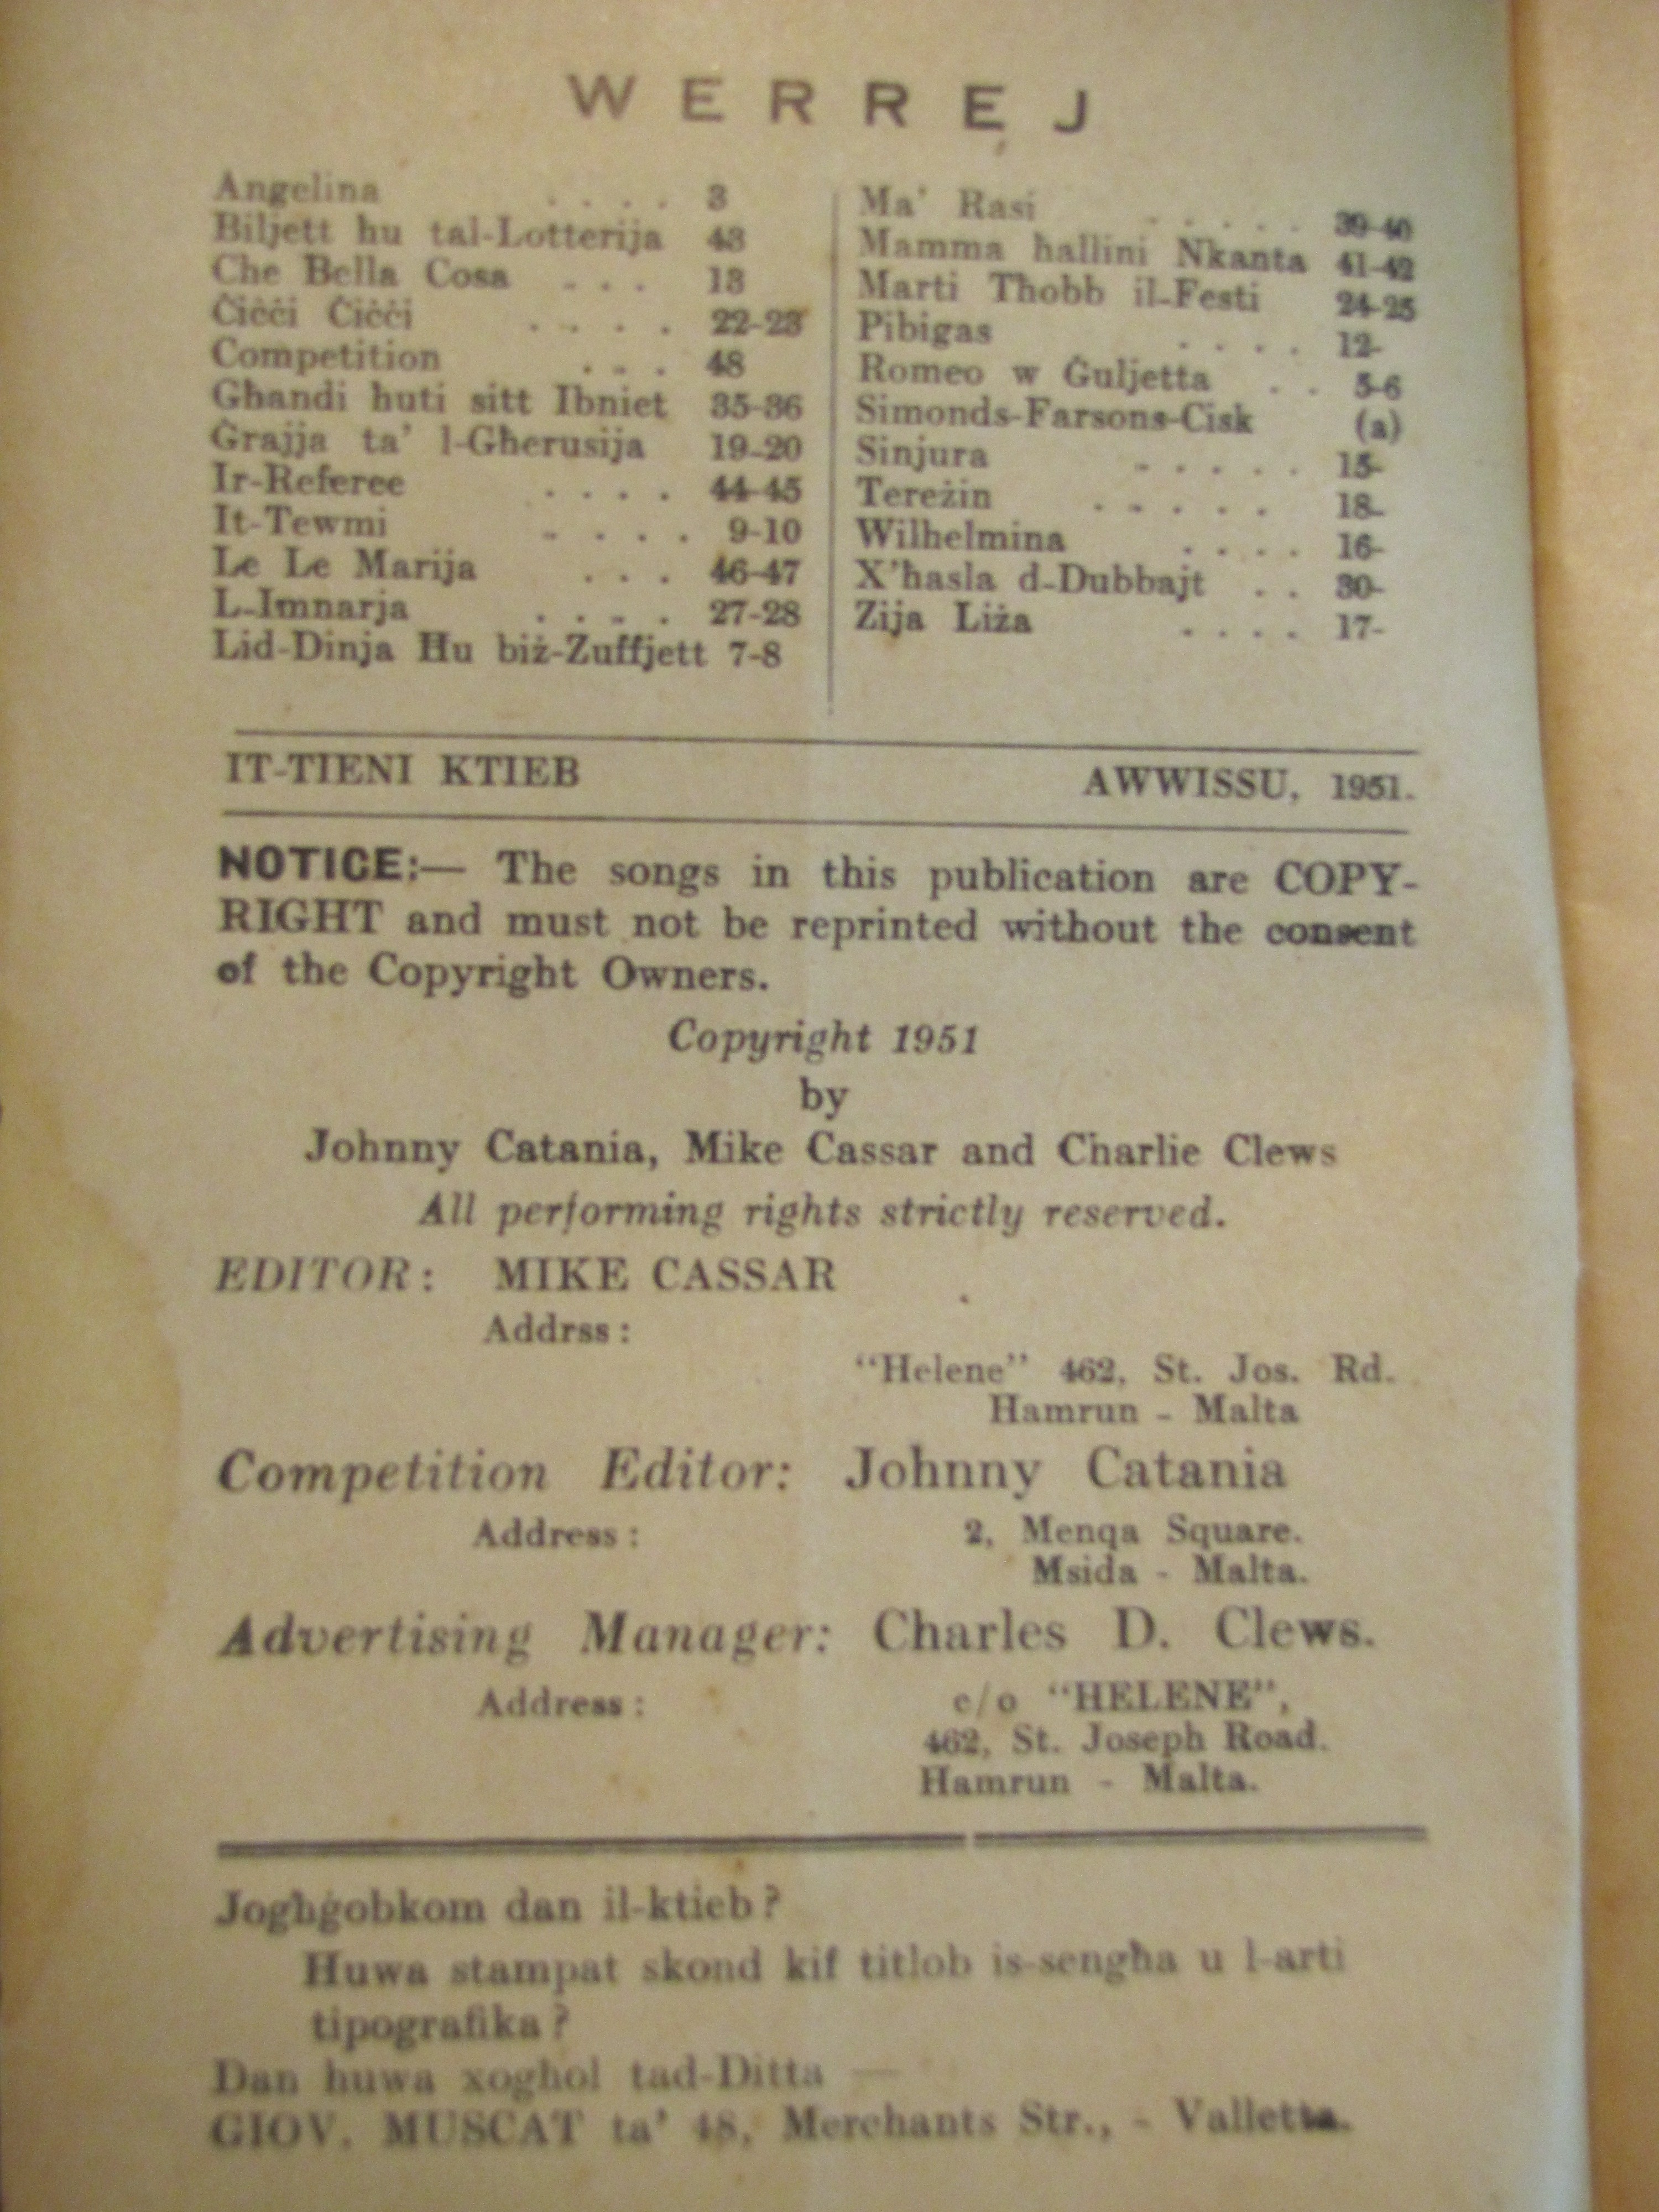 WERREJ
Angelina .... 3
Biljett hu tal-Lotterija 43
Che Bella Cosa ... 13
Ċiċċi Ċiċċi .... 22-23
Competition ... 48
Għandi ħuti sitt Ibniet 35-36
Ġrajja ta' l-Għerusija 19-20
Ir-Referee .... 44-45
It-Tewmi .... 9-10
Le Le Marija ... 46-47
L-Imnarja .... 27-28
Lid-Dinja Ħu biż-Żuffjett 7-8
Ma' Rasi ..... 39-40
Mamma ħallini Nkanta 41-42
Marti Tħobb il-Festi 24-25
Pibigas .... 12-
Romeo w Ġuljetta .. 5-6
Simonds-Farsons-Cisk (a)
Sinjura ..... 15-
Tereżin ..... 18-
Wilhelmina .... 16-
X'ħasla d-Dubbajt .. 30-
Zija Liża .... 17-
IT-TIENI KTIEB AWWISSU, 1951.
NOTICE:— The songs in this publication are COPY-
RIGHT and must not be reprinted without the consent
of the Copyright Owners.
Copyright 1951
by
Johnny Catania, Mike Cassar and Charlie Clews
All performing rights strictly reserved.
EDITOR: MIKE CASSAR
Addrss:
"Helene" 462, St. Jos. Rd.
Hamrun - Malta
Competition Editor: Johnny Catania
Address: 2, Menqa Square.
Msida - Malta.
Advertising Manager: Charles D. Clews.
Address: c/o "HELENE",
462, St. Joseph Road.
Hamrun - Malta.
Jogħġobkom dan il-ktieb?
Huwa stampat skond kif titlob is-sengħa u l-arti
tipografika?
Dan huwa xogħol tad-Ditta —
GIOV. MUSCAT ta' 48, Merchants Str., - Valletta.